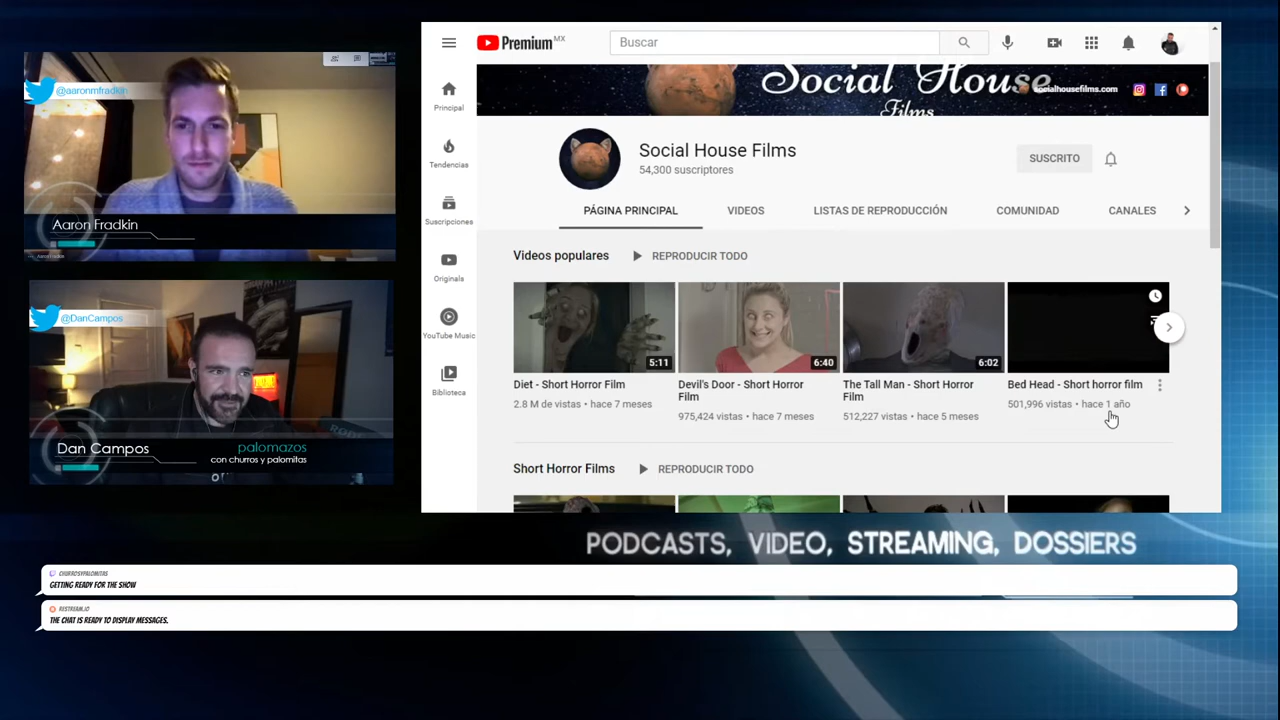 @aaronmfradkin
Aaron Fradkin
@DanCampos
Dan Campos
palomazos
con churros y palomitas
Premium MX
Buscar
Principal
Tendencias
Suscripciones
Originals
YouTube Music
Biblioteca
Social House
Films
socialhousefilms.com
Social House Films
54,300 suscriptores
SUSCRITO
PÁGINA PRINCIPAL
VIDEOS
LISTAS DE REPRODUCCIÓN
COMUNIDAD
CANALES
Videos populares
REPRODUCIR TODO
5:11
6:40
6:02
Diet - Short Horror Film
2.8 M de vistas • hace 7 meses
Devil's Door - Short Horror
Film
975,424 vistas • hace 7 meses
The Tall Man - Short Horror
Film
512,227 vistas • hace 5 meses
Bed Head - Short horror film
501,996 vistas • hace 1 año
Short Horror Films
REPRODUCIR TODO
PODCASTS, VIDEO, STREAMING, DOSSIERS
CHURROSYPALOMITAS
GETTING READY FOR THE SHOW
RESTREAM.IO
THE CHAT IS READY TO DISPLAY MESSAGES.